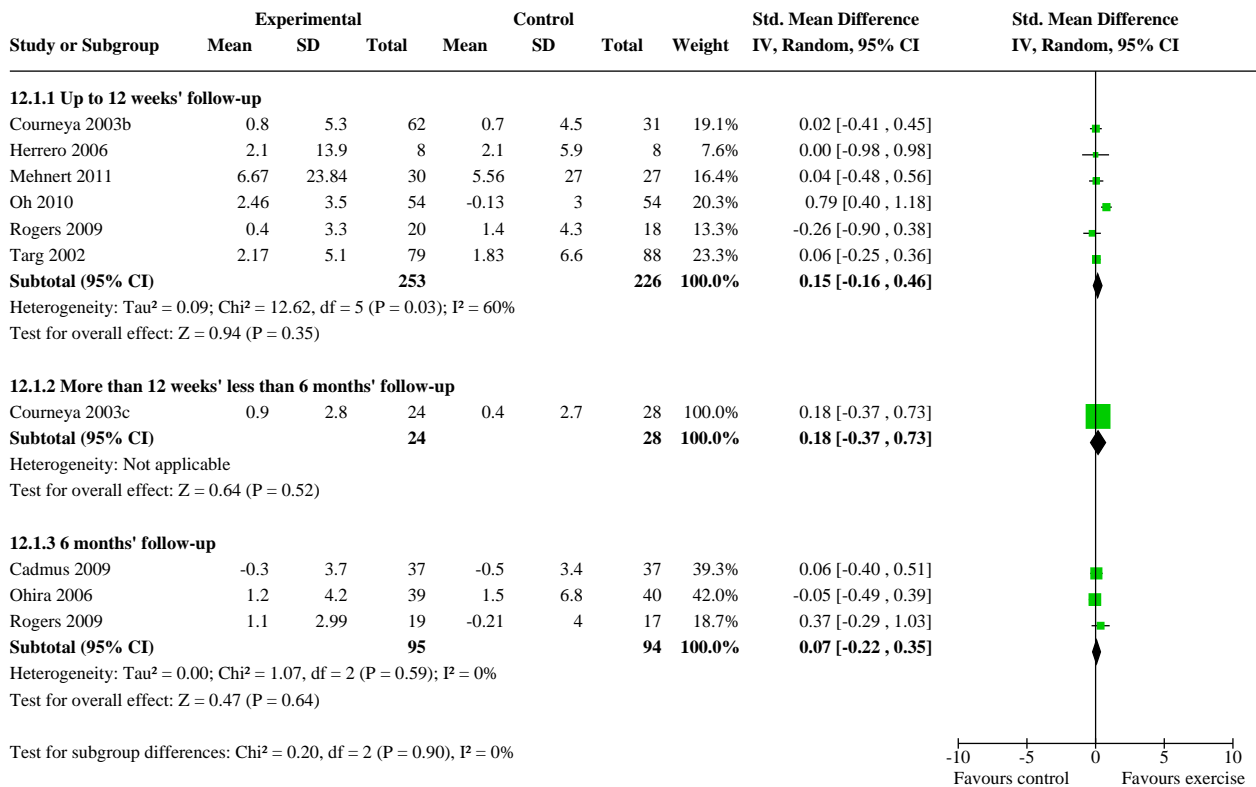 Experimental Control Std. Mean Difference Std. Mean Difference
Study or Subgroup Mean SD Total Mean SD Total Weight IV, Random, 95% CI IV, Random, 95% CI
12.1.1 Up to 12 weeks' follow-up
Courneya 2003b 0.8 5.3 62 0.7 4.5 31 19.1% 0.02 [-0.41 , 0.45]
Herrero 2006 2.1 13.9 8 2.1 5.9 8 7.6% 0.00 [-0.98 , 0.98]
Mehnert 2011 6.67 23.84 30 5.56 27 27 16.4% 0.04 [-0.48 , 0.56]
Oh 2010 2.46 3.5 54 -0.13 3 54 20.3% 0.79 [0.40 , 1.18]
Rogers 2009 0.4 3.3 20 1.4 4.3 18 13.3% -0.26 [-0.90 , 0.38]
Targ 2002 2.17 5.1 79 1.83 6.6 88 23.3% 0.06 [-0.25 , 0.36]
Subtotal (95% CI) 253 226 100.0% 0.15 [-0.16 , 0.46]
Heterogeneity: Tau² = 0.09; Chi² = 12.62, df = 5 (P = 0.03); I² = 60%
Test for overall effect: Z = 0.94 (P = 0.35)
12.1.2 More than 12 weeks' less than 6 months' follow-up
Courneya 2003c 0.9 2.8 24 0.4 2.7 28 100.0% 0.18 [-0.37 , 0.73]
Subtotal (95% CI) 24 28 100.0% 0.18 [-0.37 , 0.73]
Heterogeneity: Not applicable
Test for overall effect: Z = 0.64 (P = 0.52)
12.1.3 6 months' follow-up
Cadmus 2009 -0.3 3.7 37 -0.5 3.4 37 39.3% 0.06 [-0.40 , 0.51]
Ohira 2006 1.2 4.2 39 1.5 6.8 40 42.0% -0.05 [-0.49 , 0.39]
Rogers 2009 1.1 2.99 19 -0.21 4 17 18.7% 0.37 [-0.29 , 1.03]
Subtotal (95% CI) 95 94 100.0% 0.07 [-0.22 , 0.35]
Heterogeneity: Tau² = 0.00; Chi² = 1.07, df = 2 (P = 0.59); I² = 0%
Test for overall effect: Z = 0.47 (P = 0.64)
Test for subgroup differences: Chi² = 0.20, df = 2 (P = 0.90), I² = 0%
-10 -5 0 5 10
Favours control Favours exercise